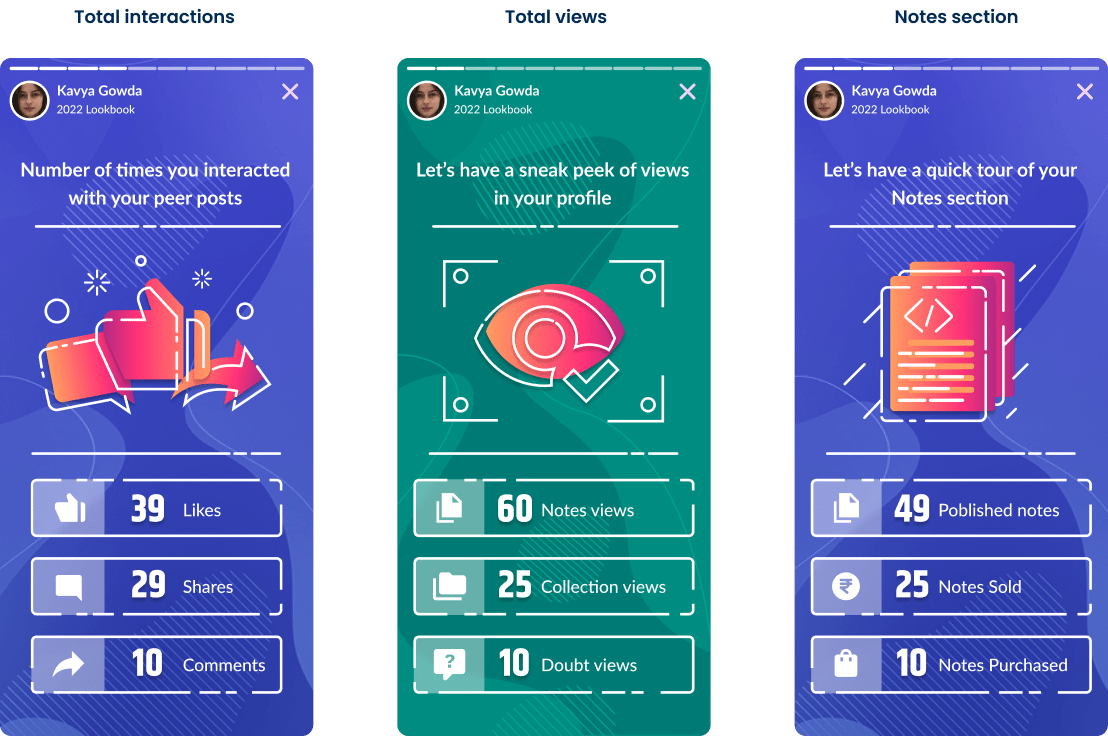 Total interactions
Kavya Gowda
2022 Lookbook
Number of times you interacted
with your peer posts
39 Likes
29 Shares
10 Comments
Total views
Kavya Gowda
2022 Lookbook
Let's have a sneak peek of views
in your profile
60 Notes views
25 Collection views
? 10 Doubt views
Notes section
Kavya Gowda
2022 Lookbook
Let's have a quick tour of your
Notes section
</>
49 Poblished notes
₹ 25 Notes Sold
10 Notes Purchased